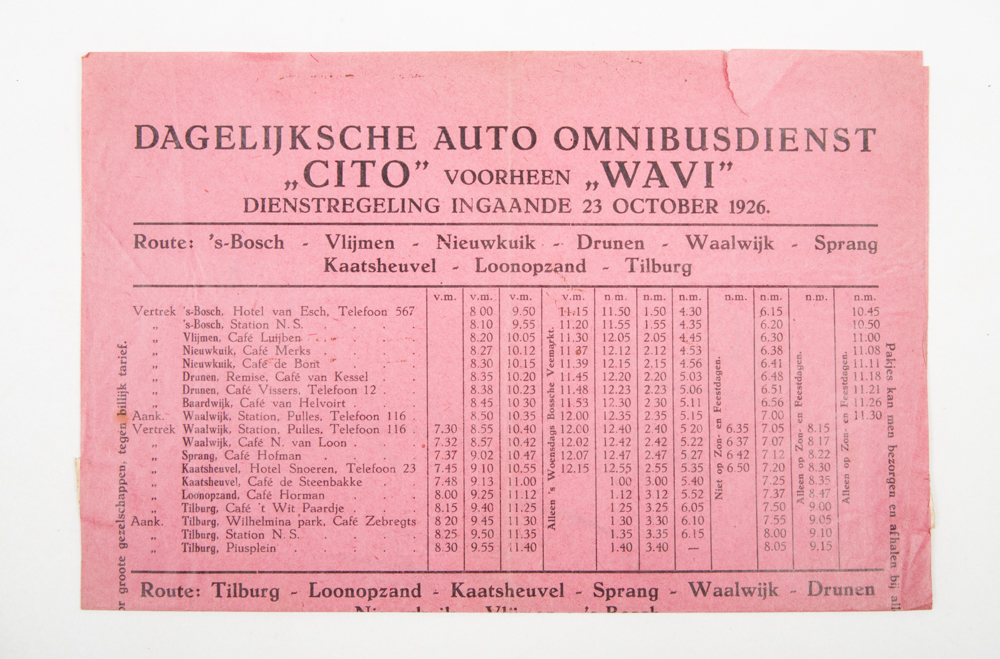 DAGELIJKSCHE AUTO OMNIBUSDIENST
„CITO” VOORHEEN „WAVI”
DIENSTREGELING INGAANDE 23 OCTOBER 1926.
Route: 's-Bosch - Vlijmen - Nieuwkuik - Drunen - Waalwijk - Sprang
Kaatsheuvel - Loonopzand - Tilburg
v.m. v.m. v.m. v.m. n m. n.m. n.m. n.m. n.m. n.m. n.m.
Vertrek 's-Bosch, Hotel van Esch, Telefoon 567 8 00 9.50 11.15 11.50 1.50 4.30 6.15 10.45
„ 's-Bosch, Station N. S. 8.10 9.55 11.20 11.55 1.55 4.35 6.20 10.50
„ Vlijmen, Café Luijben 8.20 10.05 11.30 12.05 2.05 4.45 6.30 11.00
„ Nieuwkuik, Café Merks 8.27 10.12 11 37 12.12 2.12 4.53 6.38 11.08
„ Nieuwkuik, Café de Bont 8.30 10.15 11.39 12.15 2.15 4.56 6.41 11.11
„ Drunen, Remise, Café van Kessel 8.35 10.20 11.45 12.20 2.20 5.03 6.48 11.18
„ Drunen, Café Vissers, Telefoon 12 8.38 10.23 11.48 12.23 2.23 5.06 6.51 11.21
„ Baardwijk, Café van Helvoirt 8.45 10 30 11 53 12.30 2 30 5.11 6.56 11.26
Aank. Waalwijk, Station, Pulles, Telefoon 116 8.50 10.35 12.00 12.35 2.35 5.15 7.00 11.30
Vertrek Waalwijk, Station, Pulles, Telefoon 116 7.30 8.55 10.40 12.00 12.40 2.40 5.20 6.35 7.05 8.15
„ Waalwijk, Café N. van Loon 7.32 8.57 10.42 12.02 12.42 2.42 5.22 6 37 7.07 8.17
„ Sprang, Café Hofman 7.37 9.02 10.47 12.07 12.47 2.47 5.27 6 42 7.12 8.22
„ Kaatsheuvel, Hotel Snoeren, Telefoon 23 7.45 9.10 10.55 12.15 12.55 2.55 5.35 6 50 7.20 8.30
„ Kaatsheuvel, Café de Steenbakke 7.48 9.13 11.00 1 00 3.00 5.40 7.25 8.35
„ Loonopzand, Café Horman 8.00 9.25 11.12 1.12 3.12 5.52 7.37 8.47
„ Tilburg, Café 't Wit Paardje 8.15 9.40 11.25 1 25 3.25 6.05 7.50 9.00
Aank. Tilburg, Wilhelmina park, Café Zebregts 8 20 9.45 11.30 1 30 3.30 6.10 7.55 9.05
„ Tilburg, Station N. S. 8.25 9.50 11.35 1.35 3.35 6.15 8.00 9.10
„ Tilburg, Piusplein 8.30 9.55 11.40 1.40 3.40 — 8.05 9.15
Alleen 's Woensdags Bossche Veemarkt.
Niet op Zon- en Feestdagen.
Alleen op Zon- en Feestdagen.
Alleen op Zon- en Feestdagen.
groote gezelschappen, tegen billijk tarief.
Pakjes kan men bezorgen en afhalen bij
Route: Tilburg - Loonopzand - Kaatsheuvel - Sprang - Waalwijk - Drunen